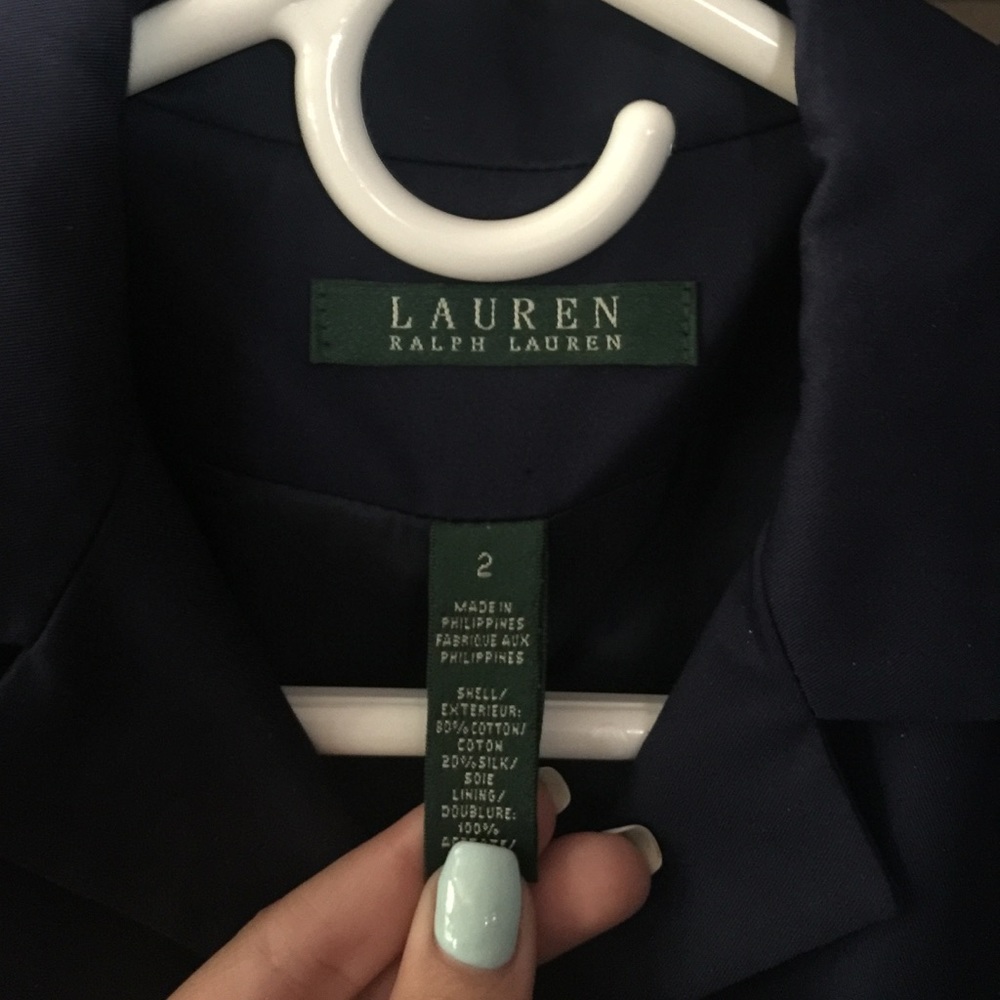 LAUREN
RALPH LAUREN
2
MADE IN
PHILIPPINES
FABRIQUE AUX
PHILIPPINES
SHELL/
EXTERIEUR:
80% COTTON/
COTON
20% SILK/
SOIE
LINING/
DOUBLURE:
100%